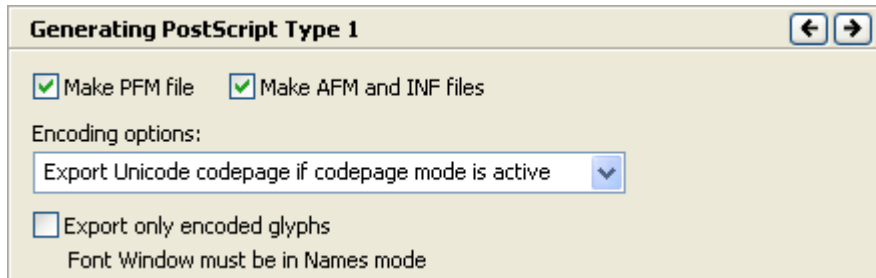 Generating PostScript Type 1
Make PFM file Make AFM and INF files
Encoding options:
Export Unicode codepage if codepage mode is active
Export only encoded glyphs
Font Window must be in Names mode